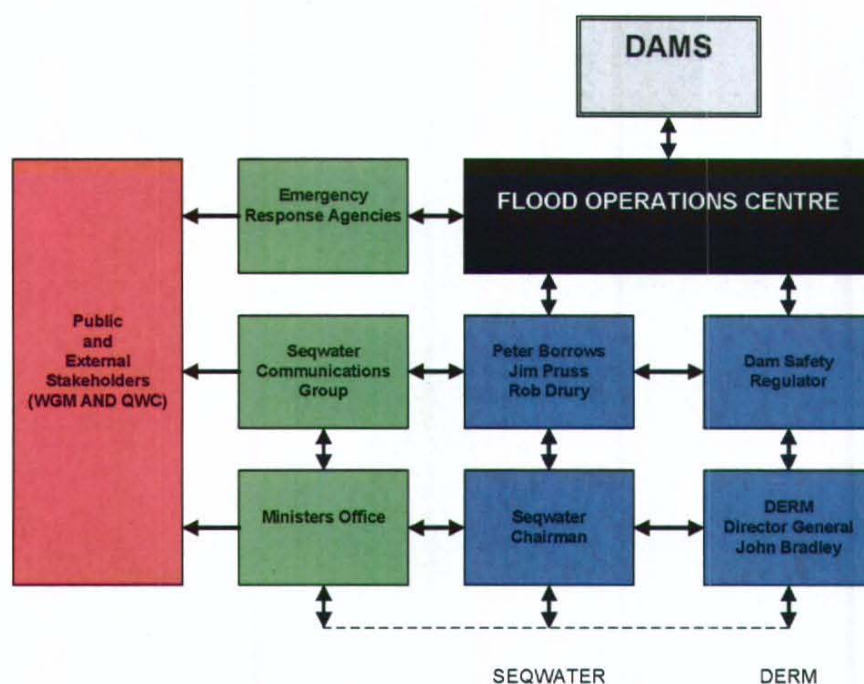 DAMS
Emergency
Response Agencies
FLOOD OPERATIONS CENTRE
Public
and
External
Stakeholders
(WGM AND QWC)
Seqwater
Communications
Group
Peter Borrows
Jim Pruss
Rob Drury
Dam Safety
Regulator
Ministers Office
Seqwater
Chairman
DERM
Director General
John Bradley
SEQWATER
DERM